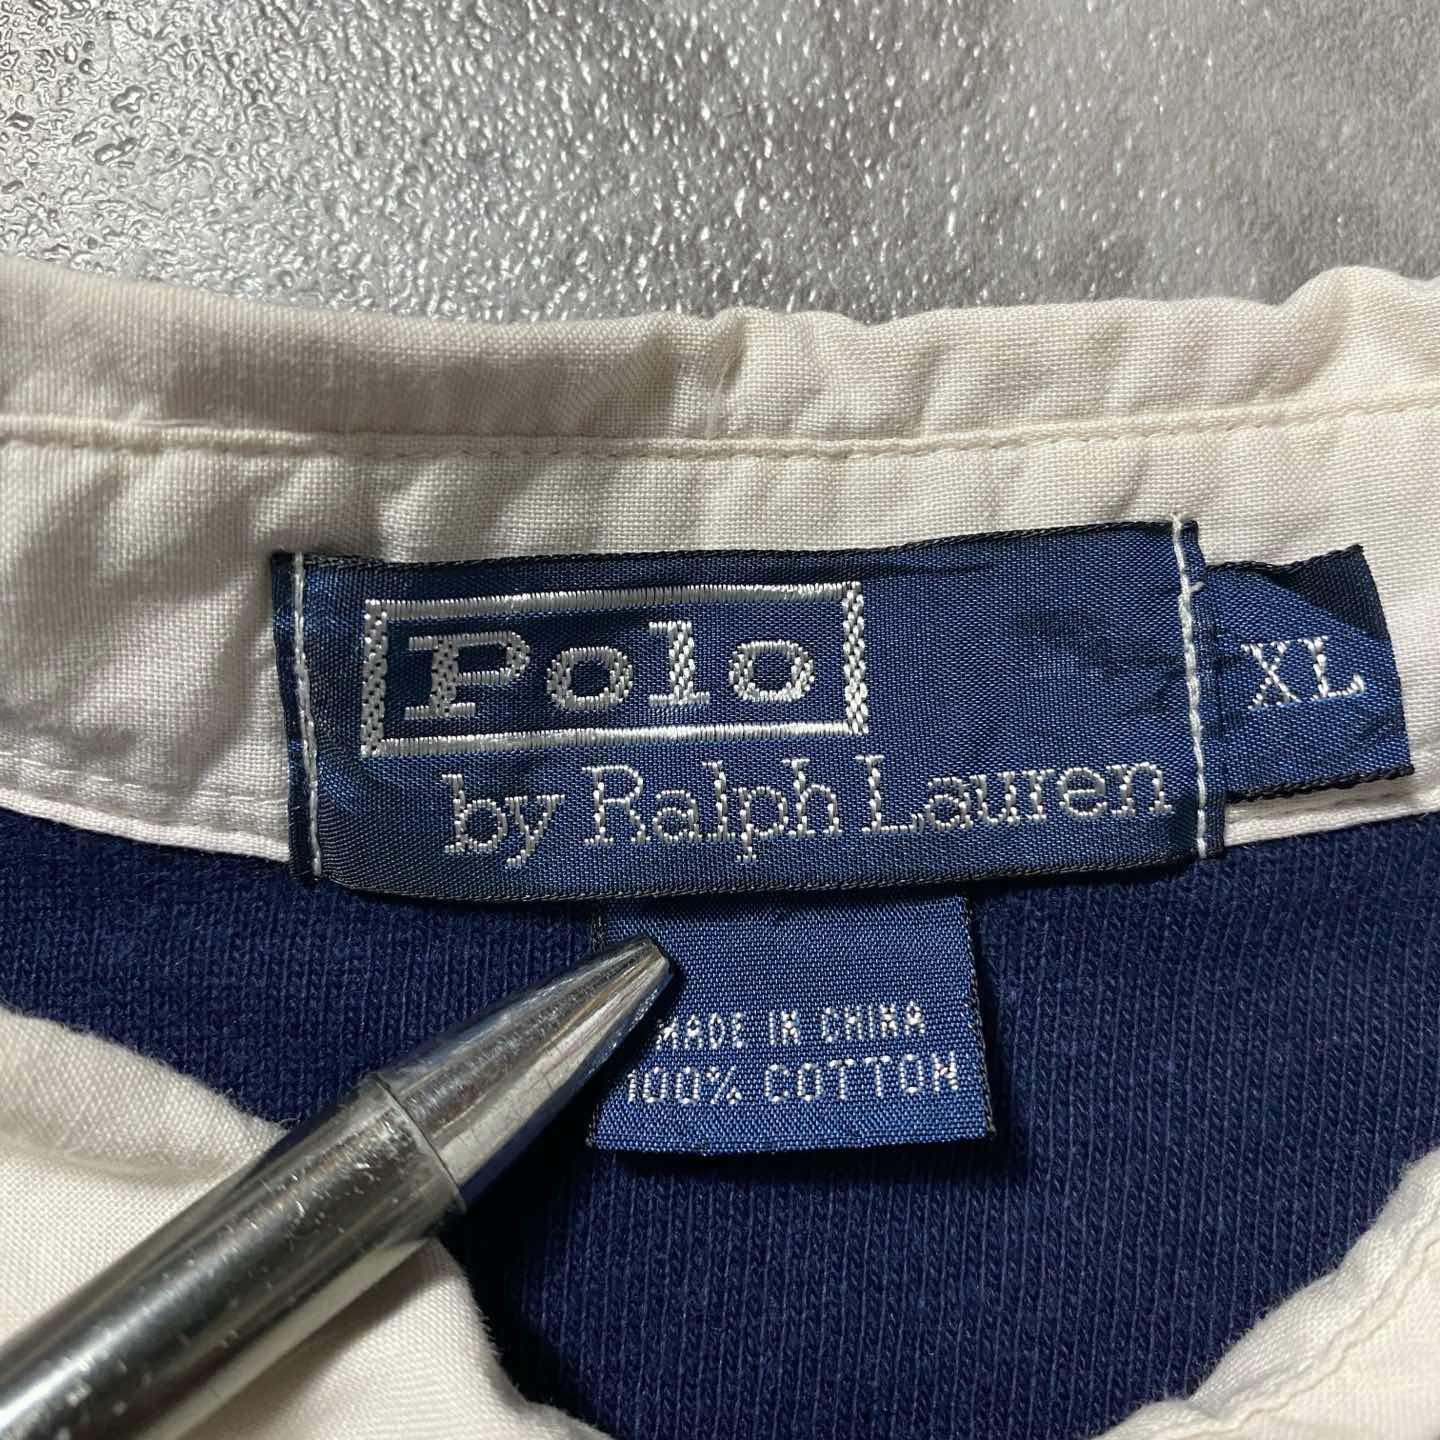 Polo
by Ralph Lauren
XL
MADE IN CHINA
100% COTTON